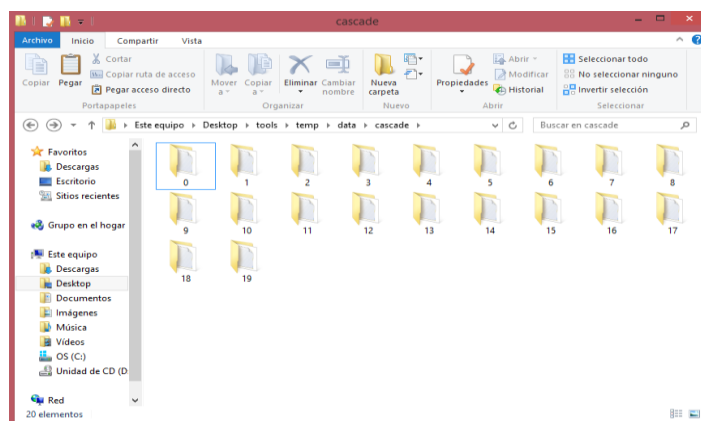 cascade
Archivo Inicio Compartir Vista
Copiar Pegar Cortar
Copiar ruta de acceso
Pegar acceso directo
Mover a Copiar a Eliminar Cambiar nombre
Nueva carpeta
Propiedades Abrir
Modificar
Historial
Seleccionar todo
No seleccionar ninguno
Invertir selección
Portapapeles Organizar Nuevo Abrir Seleccionar
Este equipo Desktop tools temp data cascade Buscar en cascade
Favoritos
Descargas
Escritorio
Sitios recientes
Grupo en el hogar
Este equipo
Descargas
Desktop
Documentos
Imágenes
Música
Vídeos
OS (C:)
Unidad de CD (D
Red
0 1 2 3 4 5 6 7 8
9 10 11 12 13 14 15 16 17
18 19
20 elementos